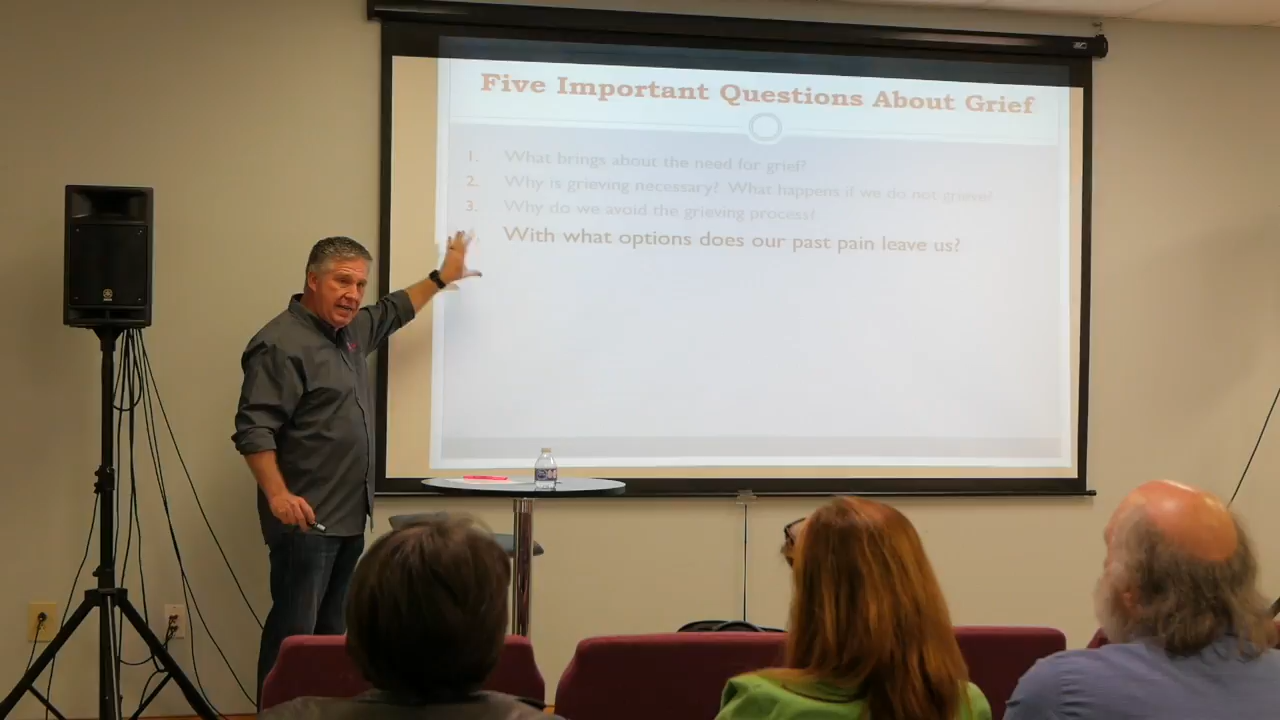 Five Important Questions About Grief
1. What brings about the need for grief?
2. Why is grieving necessary? What happens if we do not grieve?
3. Why do we avoid the grieving process?
With what options does our past pain leave us?